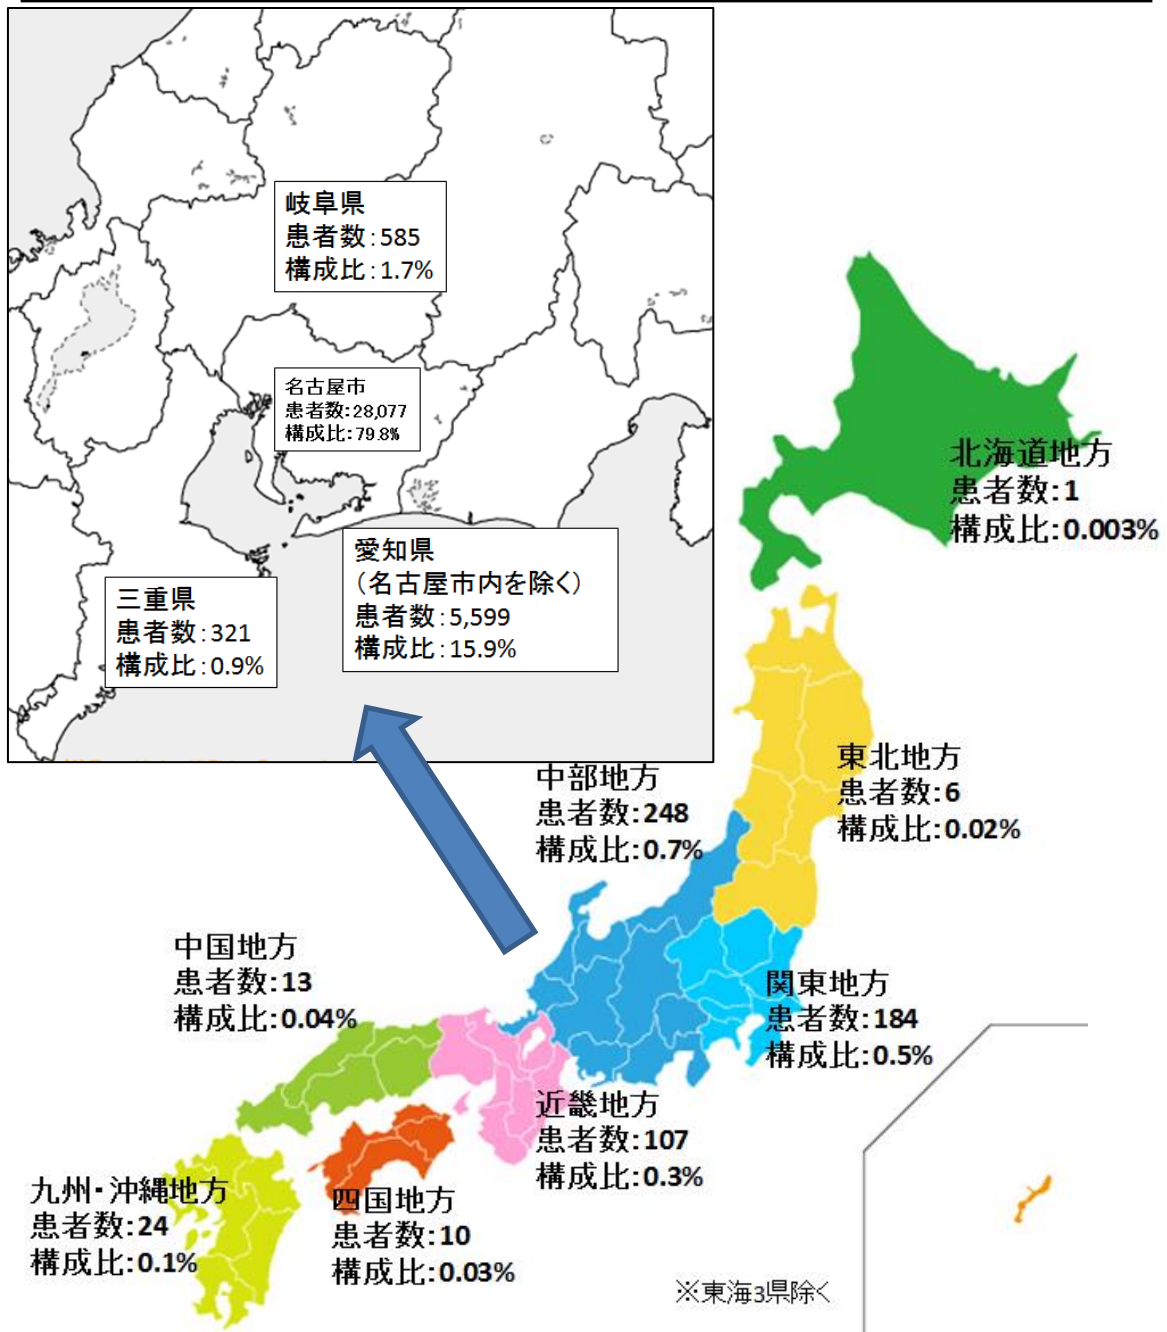 岐阜県
患者数：585
構成比：1.7%
名古屋市
患者数：28,077
構成比：79.8%
愛知県
（名古屋市内を除く）
患者数：5,599
構成比：15.9%
三重県
患者数：321
構成比：0.9%
北海道地方
患者数：1
構成比：0.003%
東北地方
患者数：6
構成比：0.02%
中部地方
患者数：248
構成比：0.7%
中国地方
患者数：13
構成比：0.04%
関東地方
患者数：184
構成比：0.5%
近畿地方
患者数：107
構成比：0.3%
九州・沖縄地方
患者数：24
構成比：0.1%
四国地方
患者数：10
構成比：0.03%
※東海3県除く